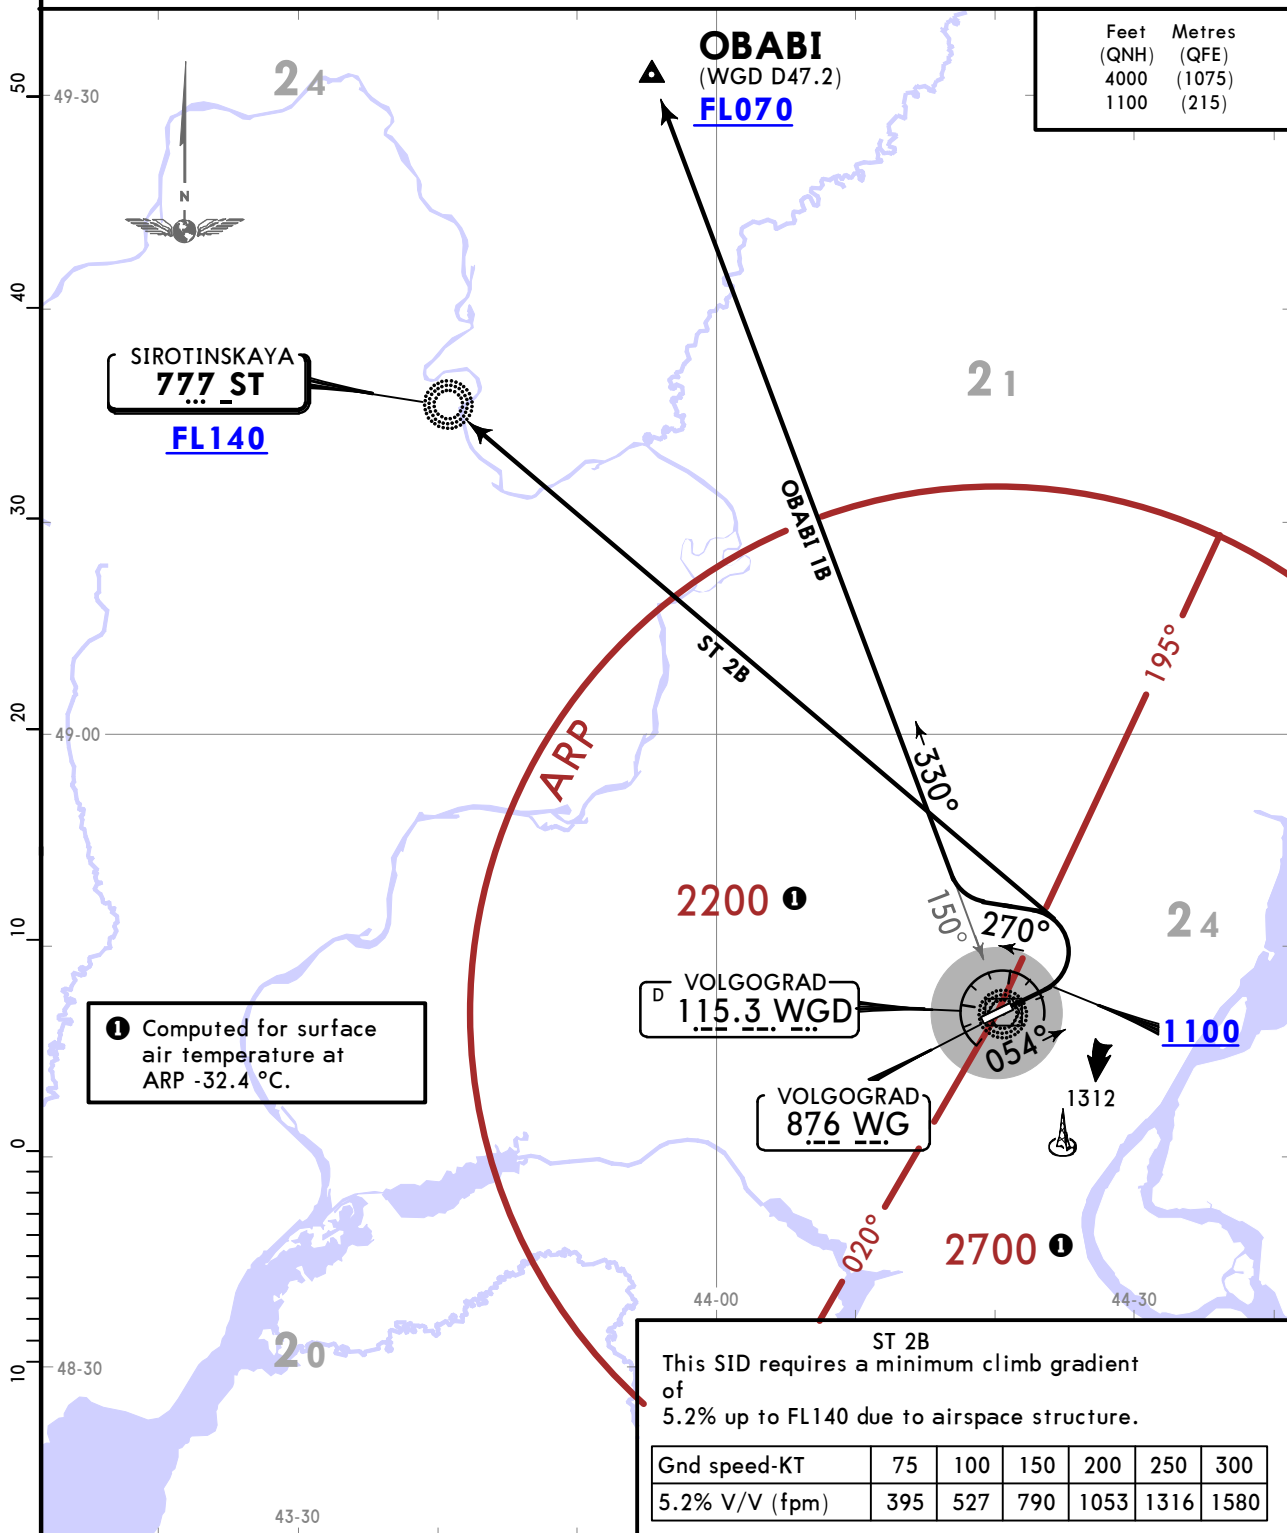 OBABI
(WGD D47.2)
FL070
Feet Metres
(QNH) (QFE)
4000 (1075)
1100 (215)
50
49-30
24
N
40
SIROTINSKAYA
777 ST
FL140
21
30
OBABI 1B
ST 2B
195°
20
49-00
ARP
330°
2200 1
150°
270°
24
10
D VOLGOGRAD
115.3 WGD
1 Computed for surface
air temperature at
ARP -32.4 °C.
054°
1100
VOLGOGRAD
876 WG
1312
0
020°
2700 1
44-00
44-30
20
10
48-30
43-30
ST 2B
This SID requires a minimum climb gradient
of
5.2% up to FL140 due to airspace structure.
Gnd speed-KT 75 100 150 200 250 300
5.2% V/V (fpm) 395 527 790 1053 1316 1580